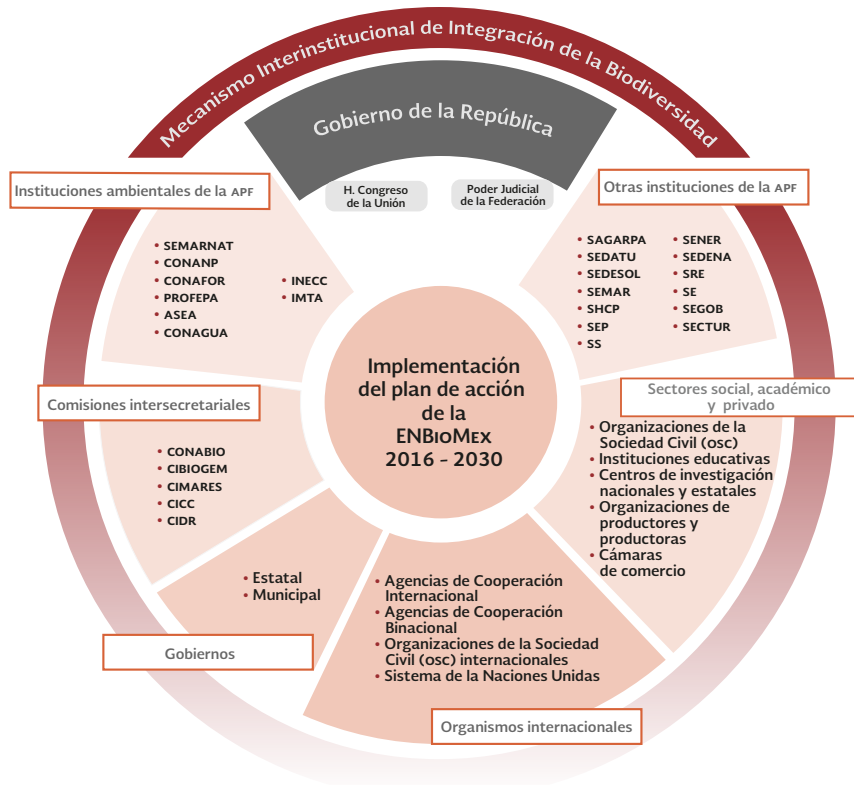 Mecanismo Interinstitucional de Integración de la Biodiversidad
Gobierno de la República
H. Congreso
de la Unión
Poder Judicial
de la Federación
Instituciones ambientales de la APF
• SEMARNAT
• CONANP
• CONAFOR
• PROFEPA
• ASEA
• CONAGUA
• INECC
• IMTA
Otras instituciones de la APF
• SAGARPA
• SEDATU
• SEDESOL
• SEMAR
• SHCP
• SEP
• SS
• SENER
• SEDENA
• SRE
• SE
• SEGOB
• SECTUR
Implementación
del plan de acción
de la
ENBIOMEX
2016 - 2030
Comisiones intersecretariales
• CONABIO
• CIBIOGEM
• CIMARES
• CICC
• CIDR
Sectores social, académico
y privado
• Organizaciones de la
Sociedad Civil (OSC)
• Instituciones educativas
• Centros de investigación
nacionales y estatales
• Organizaciones de
productores y
productoras
• Cámaras
de comercio
• Estatal
• Municipal
Gobiernos
• Agencias de Cooperación
Internacional
• Agencias de Cooperación
Binacional
• Organizaciones de la Sociedad
Civil (OSC) internacionales
• Sistema de la Naciones Unidas
Organismos internacionales